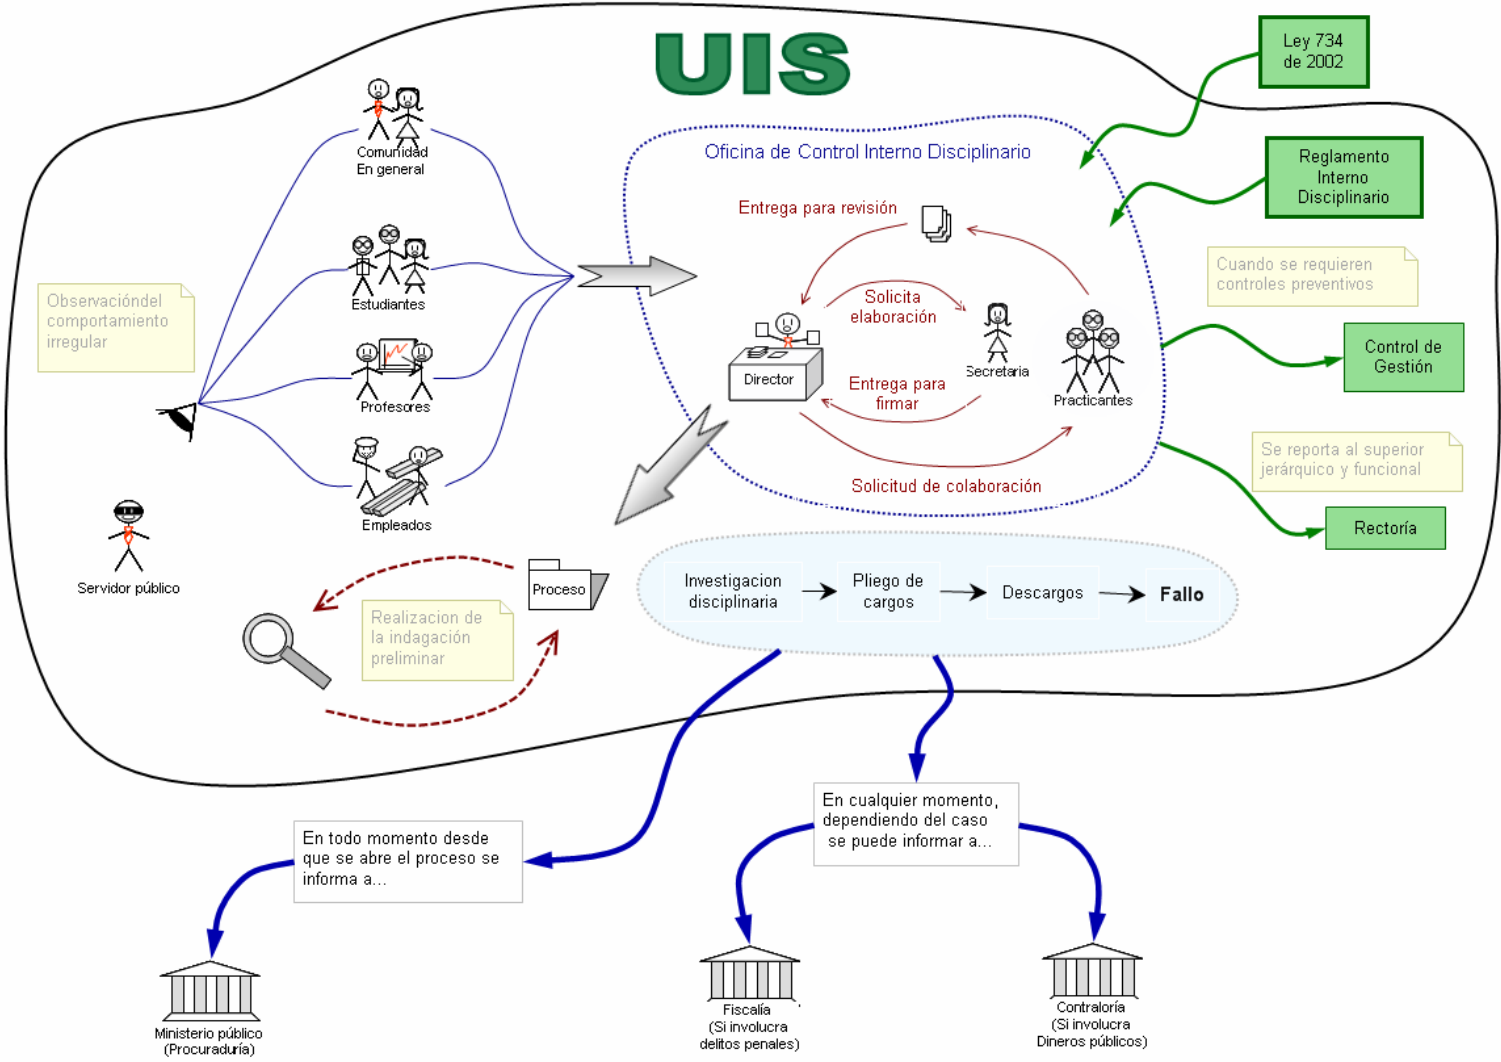 UIS
Ley 734
de 2002
Comunidad
En general
Oficina de Control Interno Disciplinario
Reglamento
Interno
Disciplinario
Entrega para revisión
Cuando se requieren
controles preventivos
Observacióndel
comportamiento
irregular
Estudiantes
Solicita
elaboración
Control de
Gestión
Director
Secretaria
Entrega para
firmar
Practicantes
Profesores
Se reporta al superior
jerárquico y funcional
Solicitud de colaboración
Empleados
Rectoría
Servidor público
Proceso
Realizacion de
la indagación
preliminar
Investigacion
disciplinaria
Pliego de
cargos
Descargos
Fallo
En todo momento desde
que se abre el proceso se
informa a...
En cualquier momento,
dependiendo del caso
se puede informar a...
Ministerio público
(Procuraduría)
Fiscalía
(Si involucra
delitos penales)
Contraloría
(Si involucra
Dineros públicos)